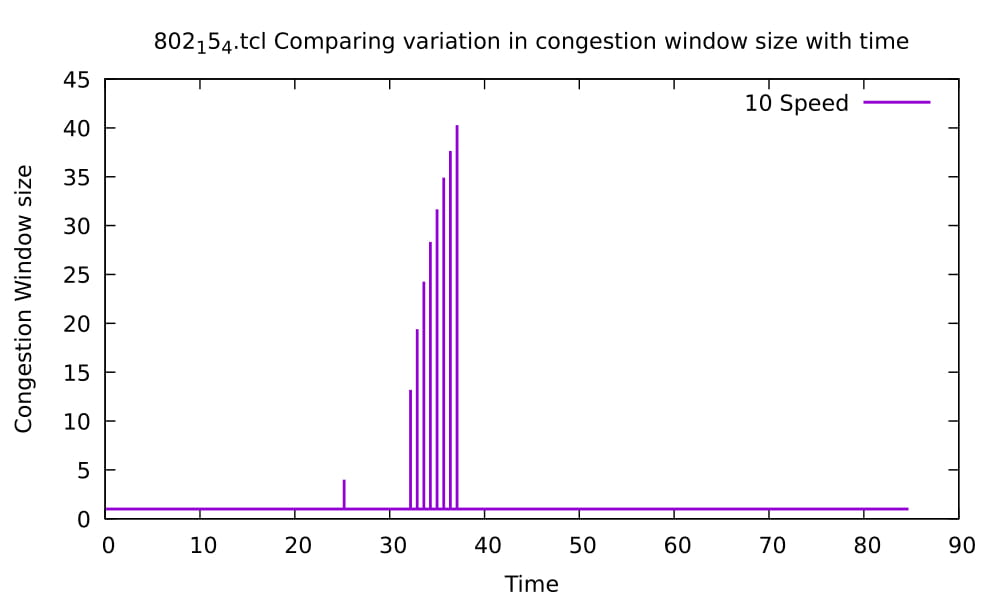 802₁5₄.tcl Comparing variation in congestion window size with time
45
40
35
30
25
20
15
10
5
0
Congestion Window size
10 Speed
0 10 20 30 40 50 60 70 80 90
Time